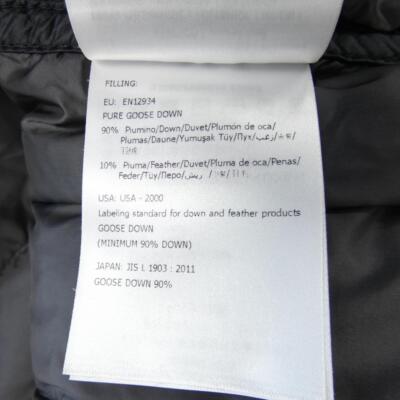 FILLING:
EU: EN12934
PURE GOOSE DOWN
90% Piumino/Down/Duvet/Plumón de oca/
Plumas/Daune/Yumuşak Tüy/Пух/زغب/
10% Piuma/Feather/Duvet/Pluma de oca/Penas/
Feder/Tüy/Перо/ريش/
USA: USA - 2000
Labeling standard for down and feather products
GOOSE DOWN
(MINIMUM 90% DOWN)
JAPAN: JIS L 1903 : 2011
GOOSE DOWN 90%